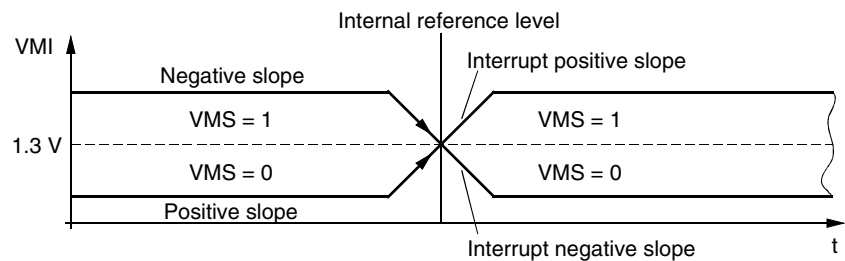 Internal reference level
VMI
Interrupt positive slope
Negative slope
VMS = 1
VMS = 1
1.3 V
VMS = 0
VMS = 0
Positive slope
Interrupt negative slope
t